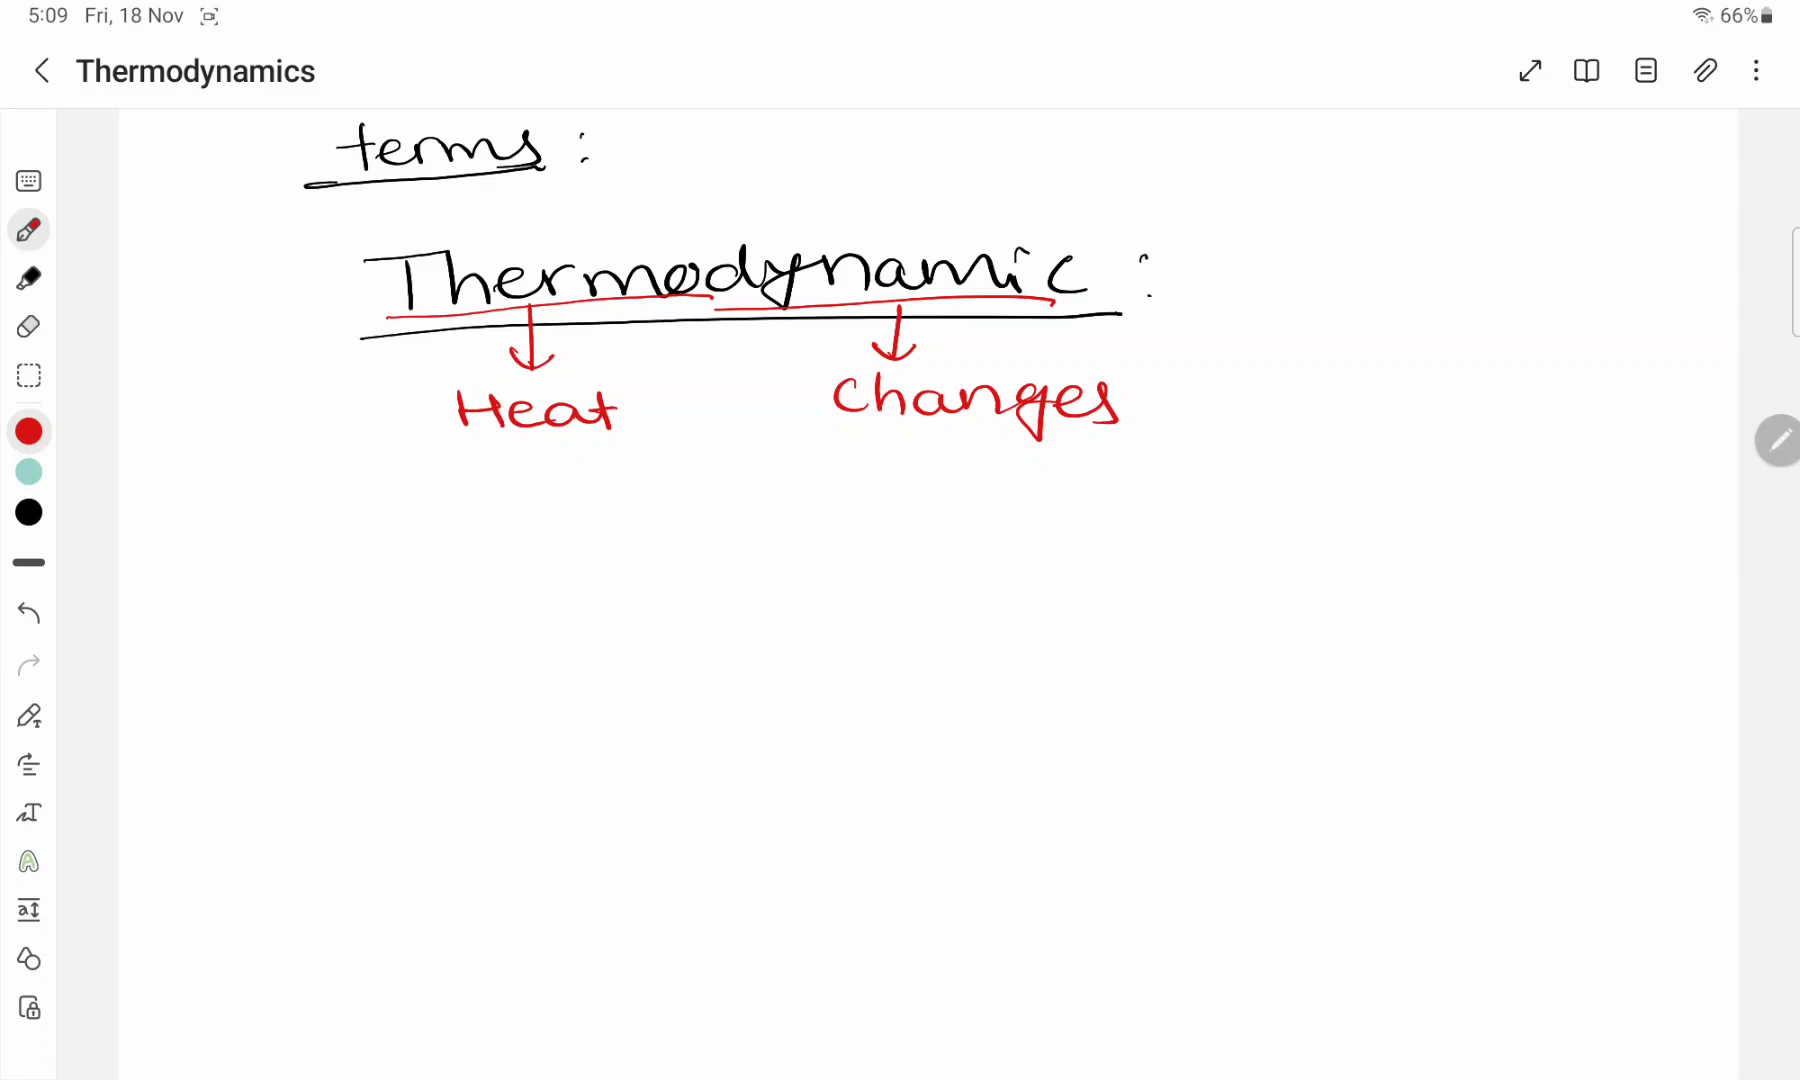 5:09 Fri, 18 Nov 66%
Thermodynamics
terms :
Thermodynamic :
Heat changes